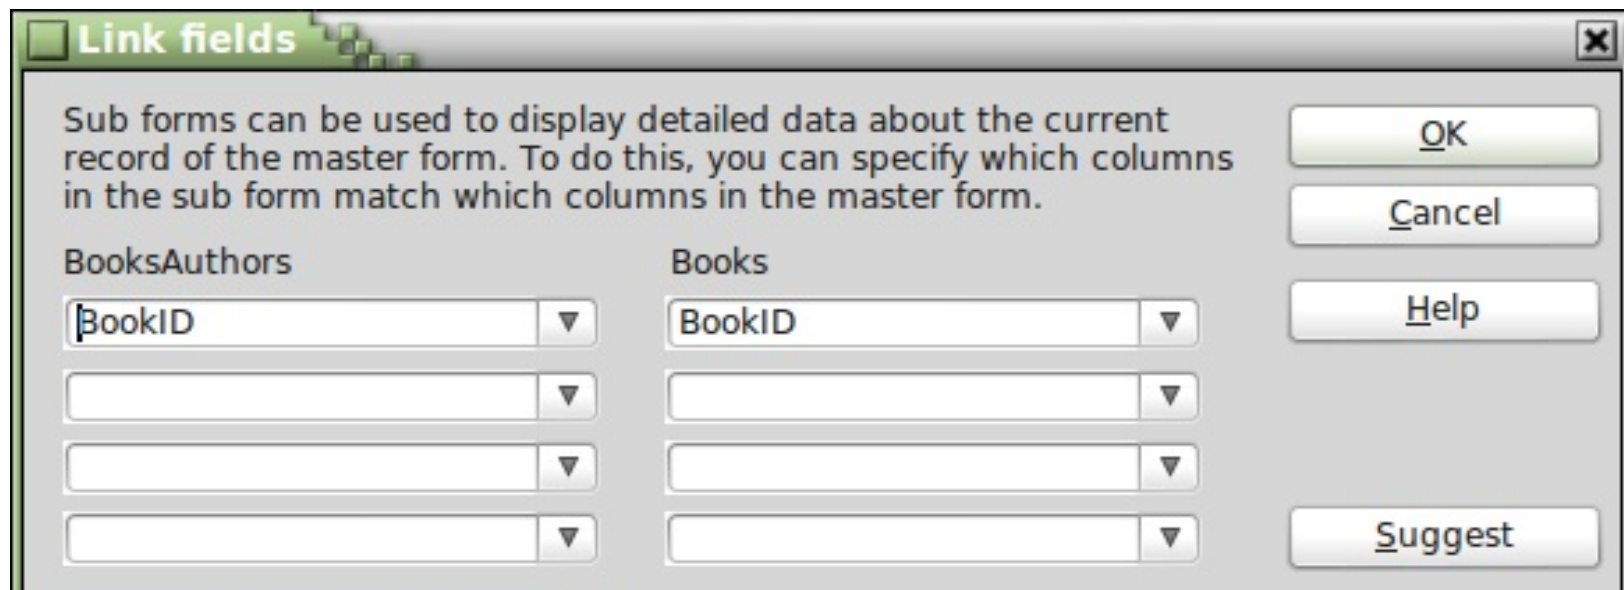 Link fields
Sub forms can be used to display detailed data about the current
record of the master form. To do this, you can specify which columns
in the sub form match which columns in the master form.
OK
Cancel
BooksAuthors Books
BookID BookID
Help
Suggest